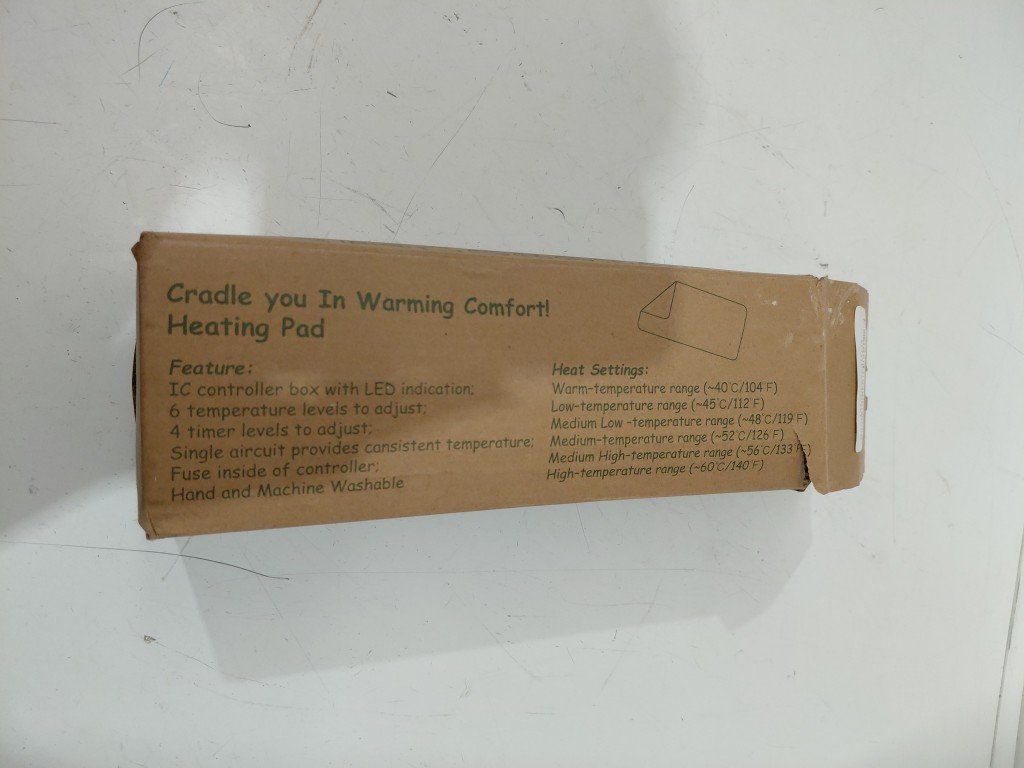 Cradle you In Warming Comfort!
Heating Pad
Feature:
IC controller box with LED indication;
6 temperature levels to adjust;
4 timer levels to adjust;
Single aircuit provides cansistent temperature;
Fuse inside of controller;
Hand and Machine Washable
Heat Settings:
Warm-temperature range (~40℃/104℉)
Low-temperature range (~45℃/112℉)
Medium Low -temperature range (~48℃/119℉)
Medium-temperature range (~52℃/126℉)
Medium High-temperature range (~56℃/133℉)
High-temperature range (~60℃/140℉)